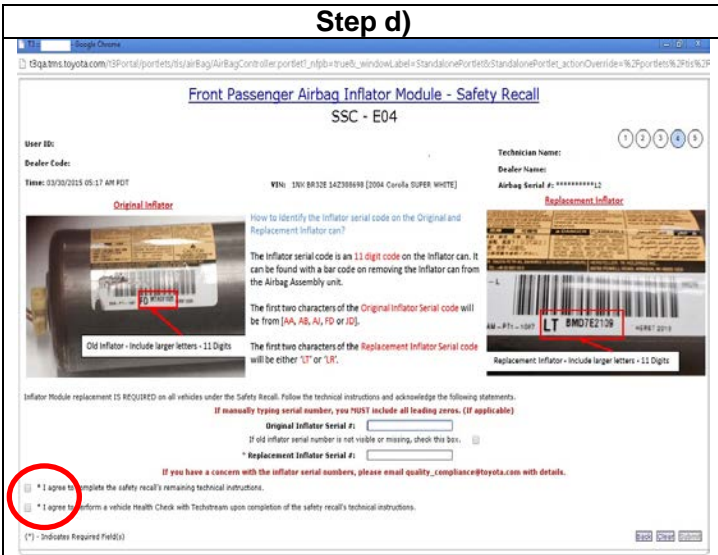 Step d)
T3 : - Google Chrome
t3qa.tms.toyota.com/t3Portal/portlets/tis/airBag/AirBagController.portlet?_nfpb=true&_windowLabel=StandalonePortlet&StandalonePortlet_actionOverride=%2Fportlets%2Ftis%2F
Front Passenger Airbag Inflator Module - Safety Recall
SSC - E04
1 2 3 4 5
User ID:
Technician Name:
Dealer Code:
Dealer Name:
Time: 03/30/2015 05:17 AM PDT
VIN: 1NX BR32E 14Z308698 [2004 Corolla SUPER WHITE]
Airbag Serial #: **********12
Original Inflator
Replacement Inflator
How to Identify the Inflator serial code on the Original and
Replacement Inflator can?
The Inflator serial code is an 11 digit code on the Inflator can. It
can be found with a bar code on removing the Inflator can from
the Airbag Assembly unit.
The first two characters of the Original Inflator Serial code will
be from [AA, AB, AJ, FD or JD].
The first two characters of the Replacement Inflator Serial code
will be either 'LT' or 'LR'.
FD
Old Inflator - Include larger letters - 11 Digits
DANGER
LT BMD7E2109
Replacement Inflator - Include larger letters - 11 Digits
Inflator Module replacement IS REQUIRED on all vehicles under the Safety Recall. Follow the technical instructions and acknowledge the following statements.
If manually typing serial number, you MUST include all leading zeros. (If applicable)
Original Inflator Serial #:
If old inflator serial number is not visible or missing, check this box.
* Replacement Inflator Serial #:
If you have a concern with the inflator serial numbers, please email quality_compliance@toyota.com with details.
* I agree to complete the safety recall's remaining technical instructions.
* I agree to perform a vehicle Health Check with Techstream upon completion of the safety recall's technical instructions.
(*) - Indicates Required Field(s)
Back Clear Submit